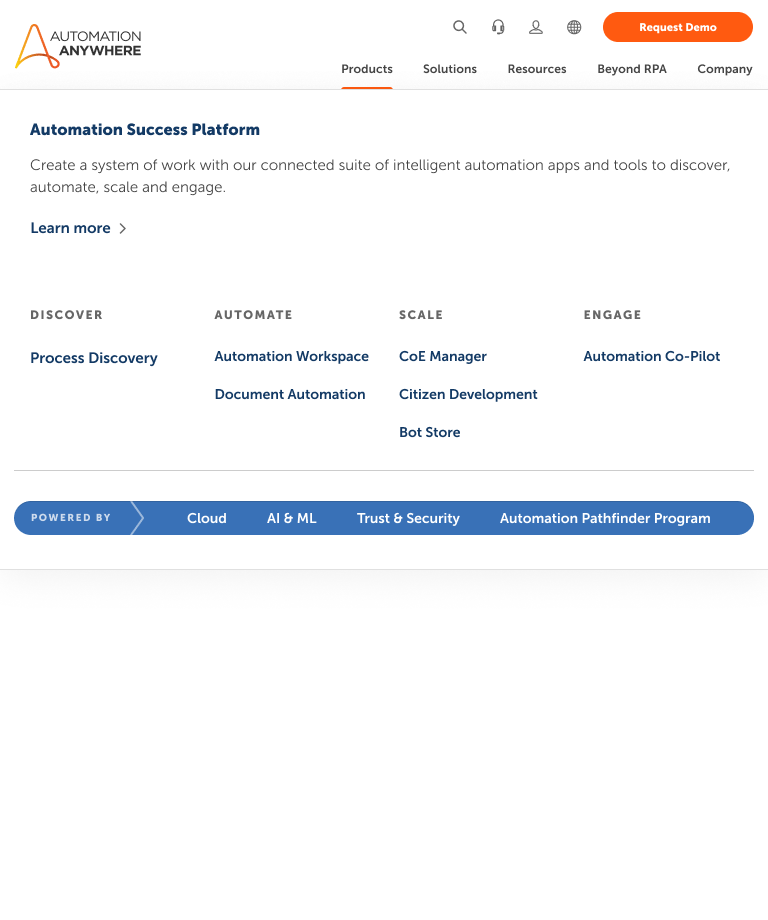 AUTOMATION
ANYWHERE
Request Demo
Products
Solutions
Resources
Beyond RPA
Company
Automation Success Platform
Create a system of work with our connected suite of intelligent automation apps and tools to discover,
automate, scale and engage.
Learn more
DISCOVER
Process Discovery
AUTOMATE
Automation Workspace
Document Automation
SCALE
CoE Manager
Citizen Development
Bot Store
ENGAGE
Automation Co-Pilot
POWERED BY
Cloud
AI & ML
Trust & Security
Automation Pathfinder Program